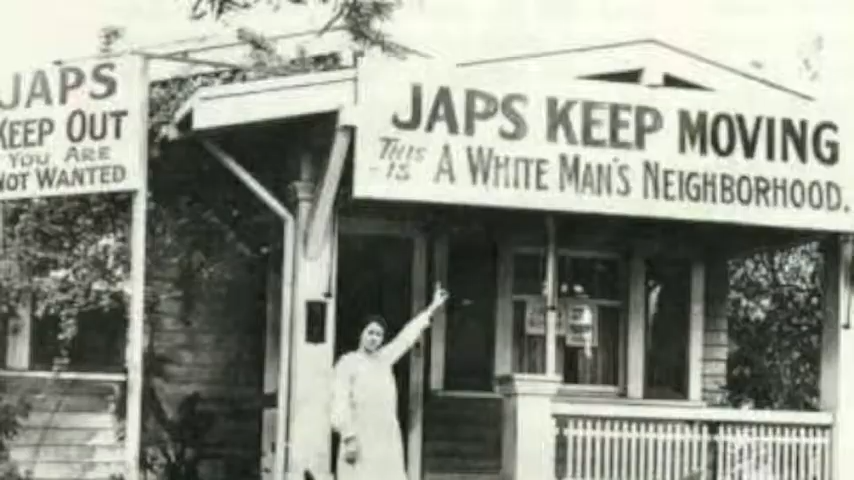 JAPS
KEEP OUT
YOU ARE
NOT WANTED
JAPS KEEP MOVING
THIS IS A WHITE MAN'S NEIGHBORHOOD.